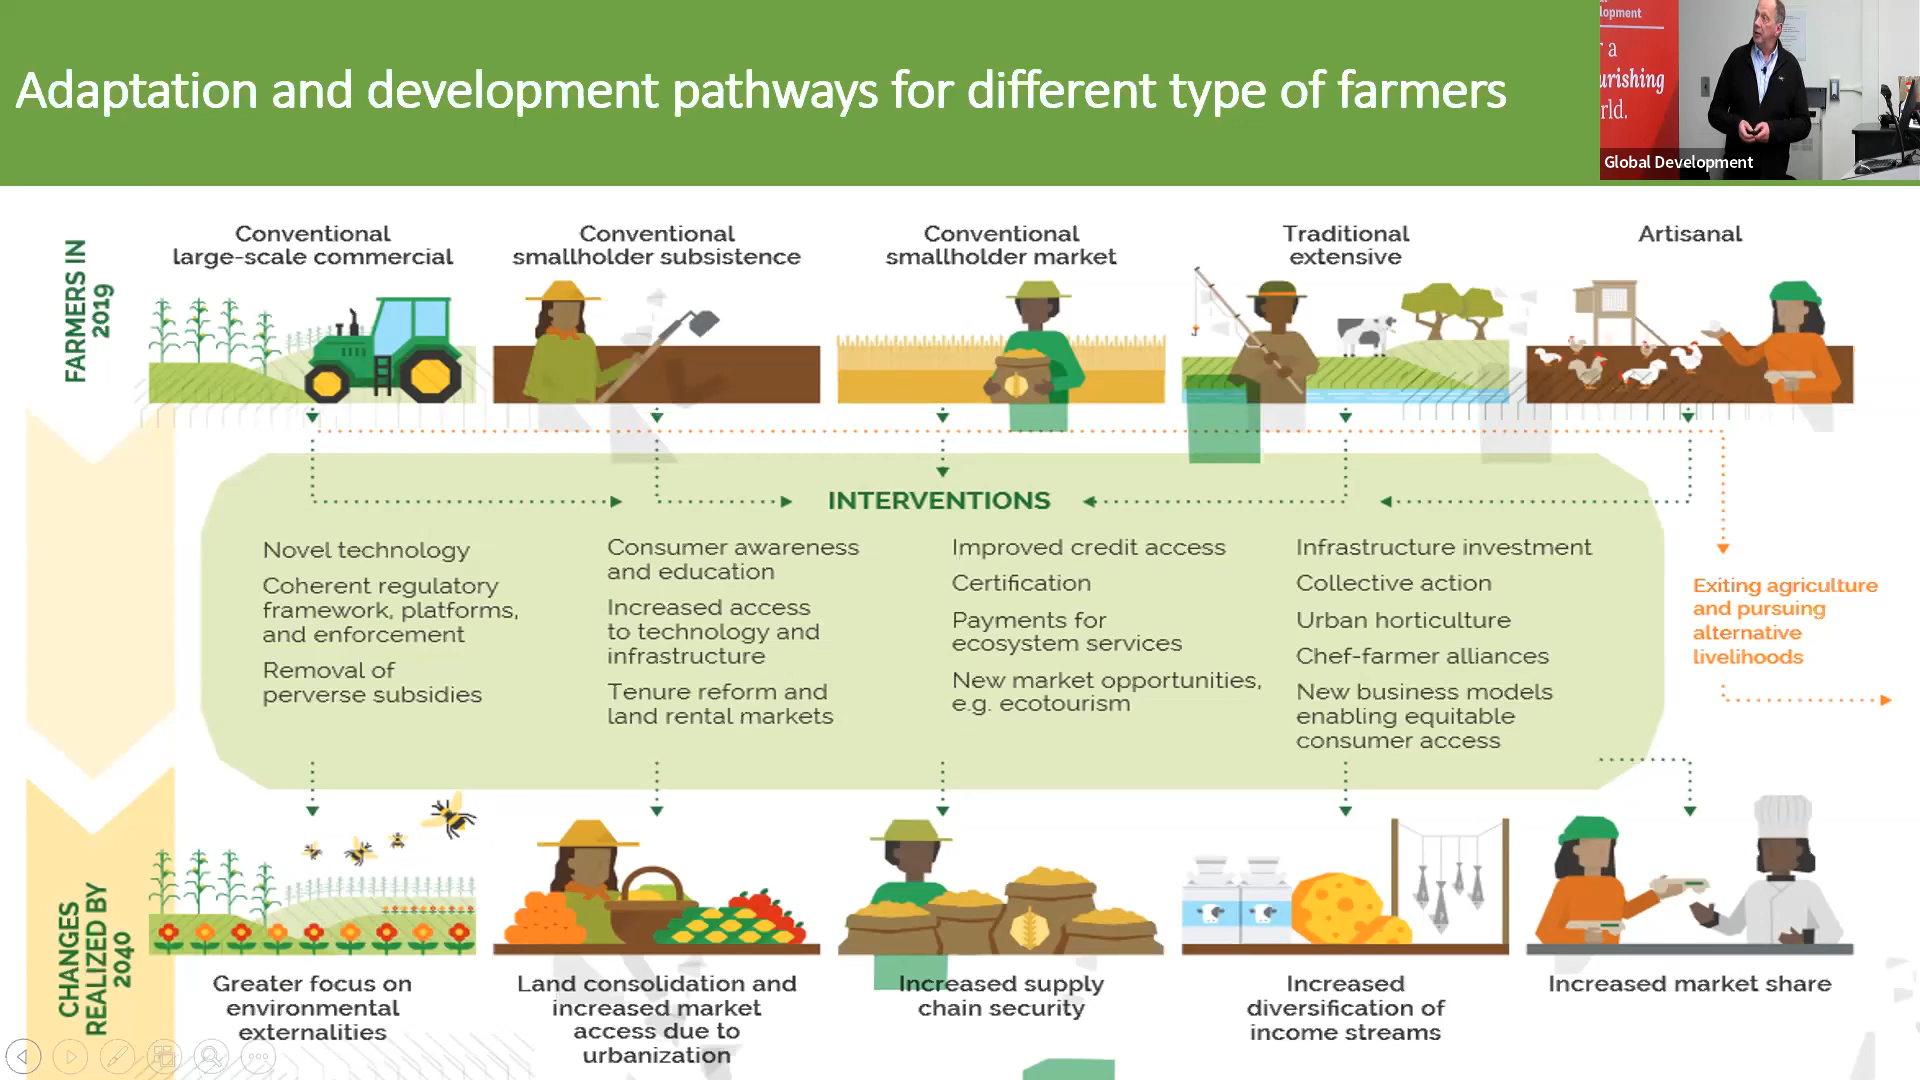 Adaptation and development pathways for different type of farmers
lopment
a
urishing
rld.
Global Development
FARMERS IN
2019
Conventional
large-scale commercial
Conventional
smallholder subsistence
Conventional
smallholder market
Traditional
extensive
Artisanal
INTERVENTIONS
Novel technology
Coherent regulatory
framework, platforms,
and enforcement
Removal of
perverse subsidies
Consumer awareness
and education
Increased access
to technology and
infrastructure
Tenure reform and
land rental markets
Improved credit access
Certification
Payments for
ecosystem services
New market opportunities,
e.g. ecotourism
Infrastructure investment
Collective action
Urban horticulture
Chef-farmer alliances
New business models
enabling equitable
consumer access
Exiting agriculture
and pursuing
alternative
livelihoods
CHANGES
REALIZED BY
2040
Greater focus on
environmental
externalities
Land consolidation and
increased market
access due to
urbanization
Increased supply
chain security
Increased
diversification of
income streams
Increased market share